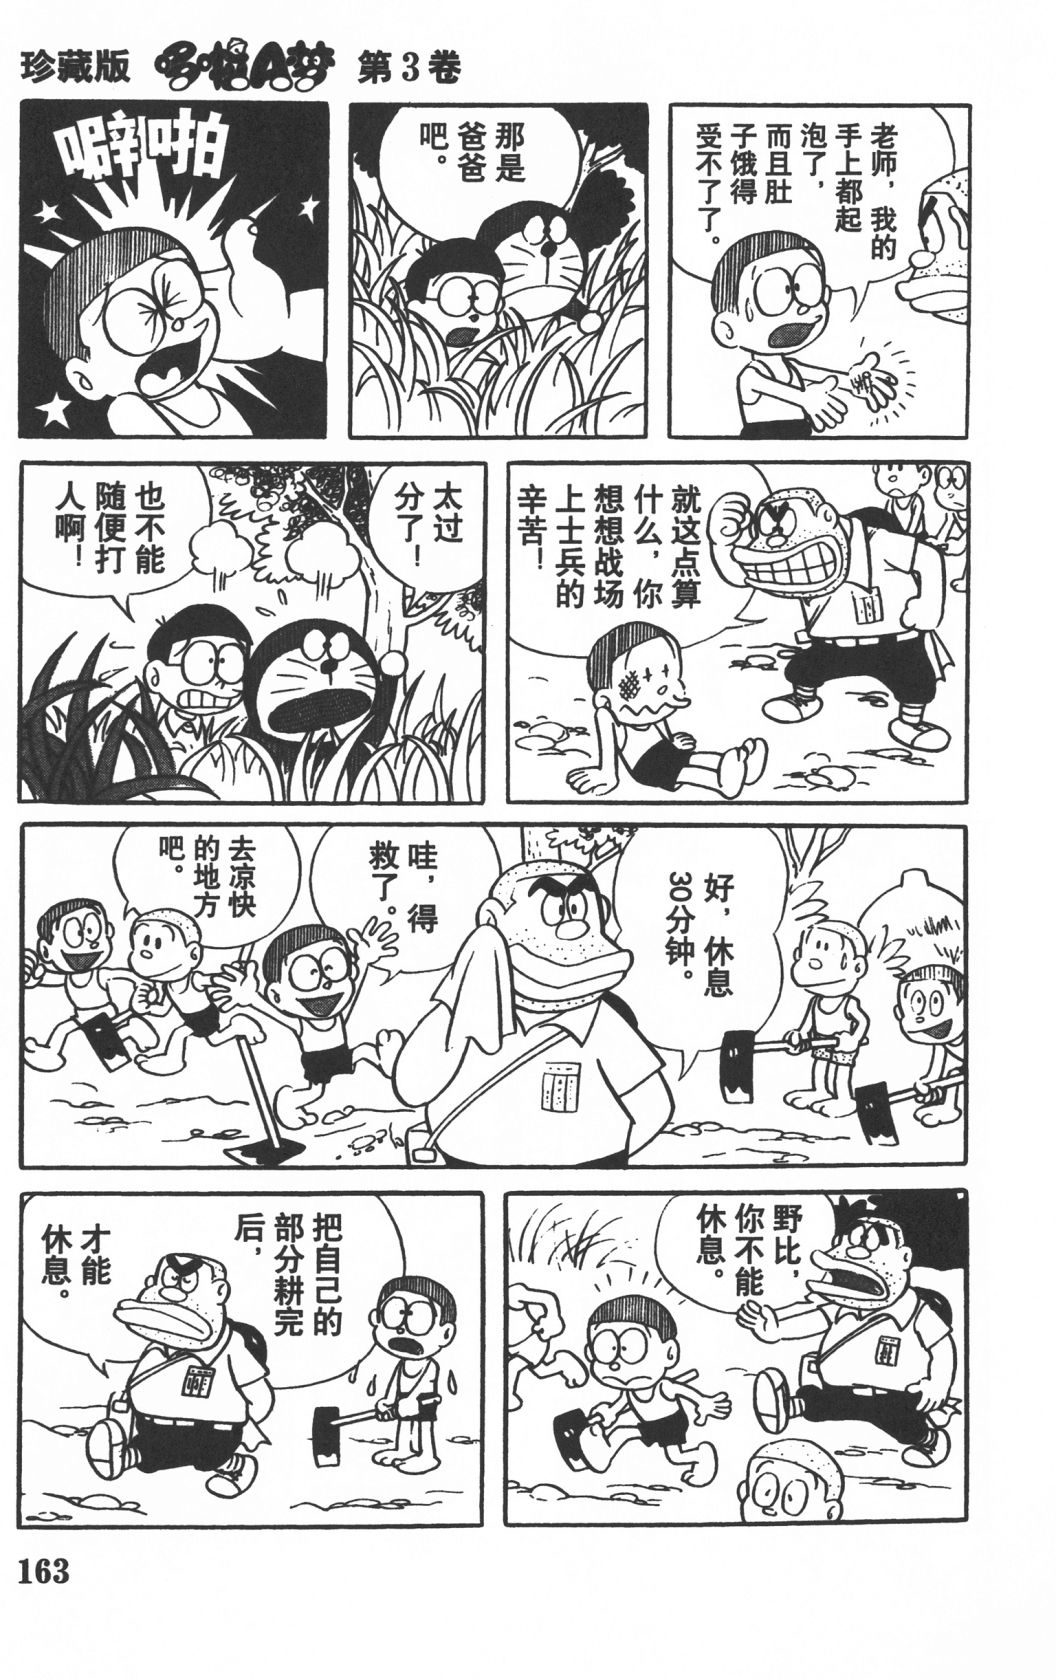 珍藏版 哆啦A梦 第3卷
老师，我的
手上都起
泡了，
而且肚
子饿得
受不了了。
那是
爸爸
吧。
噼啪
就这点算
什么，你
想想战场
上士兵的
辛苦！
太过
分了！
也不能
随便打
人啊！
好，休息
30分钟。
哇，得
救了。
去凉快
的地方
吧。
野比，
你不能
休息。
把自己的
部分耕完
后，
才能
休息。
163